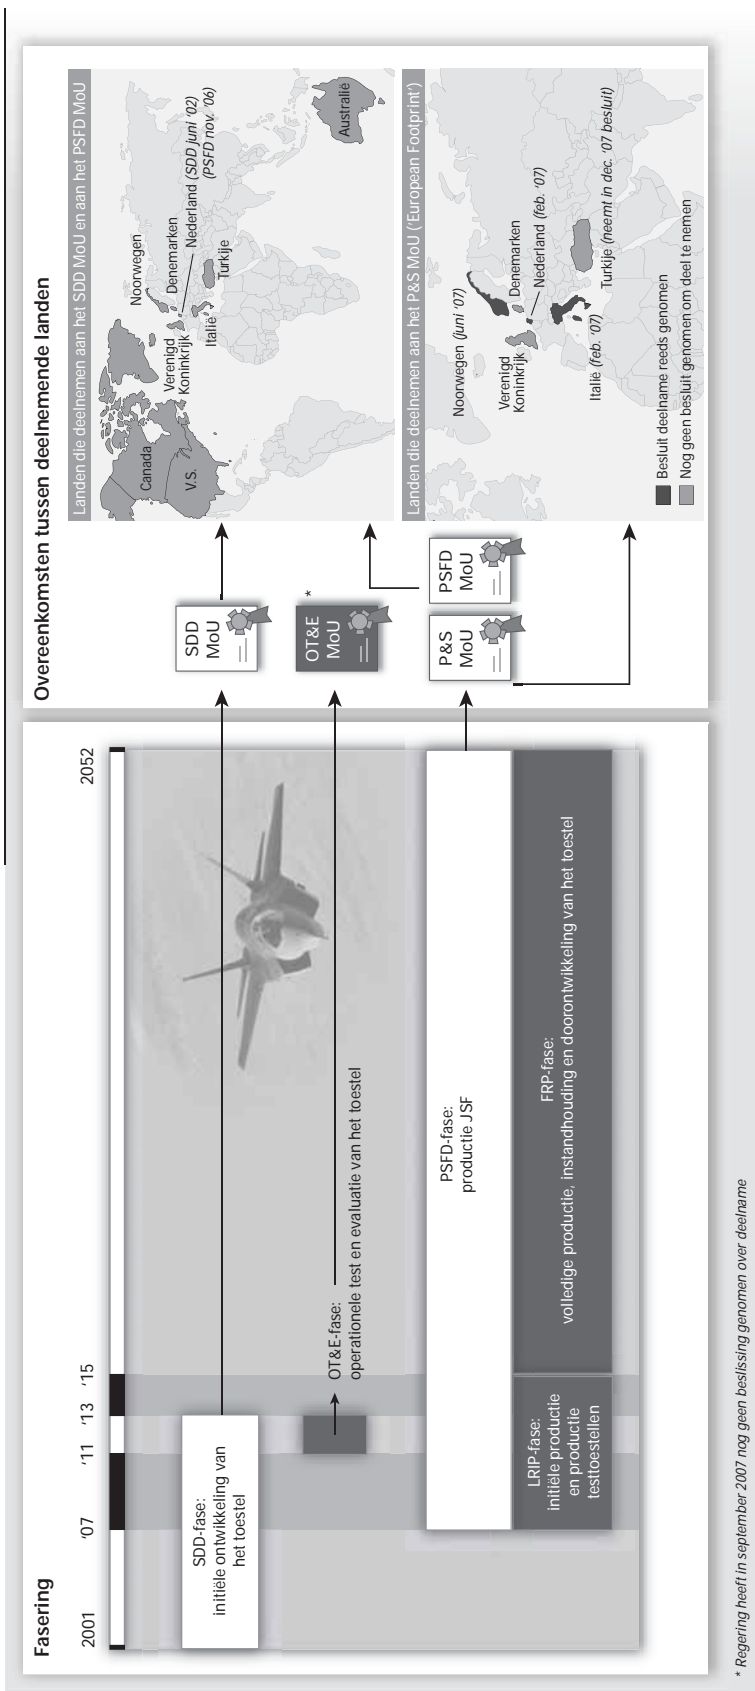 Fasering
2001
'07
'11
'13
'15
2052
SDD-fase:
initiële ontwikkeling van
het toestel
OT&E-fase:
operationele test en evaluatie van het toestel
PSFD-fase:
productie JSF
LRIP-fase:
initiële productie
en productie
testtoestellen
FRP-fase:
volledige productie, instandhouding en doorontwikkeling van het toestel
Overeenkomsten tussen deelnemende landen
SDD
MoU
OT&E
MoU
*
P&S
MoU
PSFD
MoU
Landen die deelnemen aan het SDD MoU en aan het PSFD MoU
Canada
V.S.
Noorwegen
Denemarken
Nederland (SDD juni '02)
(PSFD nov. '06)
Verenigd
Koninkrijk
Italië
Turkije
Australië
Landen die deelnemen aan het P&S MoU ('European Footprint')
Noorwegen (juni '07)
Denemarken
Nederland (feb. '07)
Verenigd
Koninkrijk
Italië (feb. '07)
Turkije (neemt in dec. '07 besluit)
Besluit deelname reeds genomen
Nog geen besluit genomen om deel te nemen
* Regering heeft in september 2007 nog geen beslissing genomen over deelname